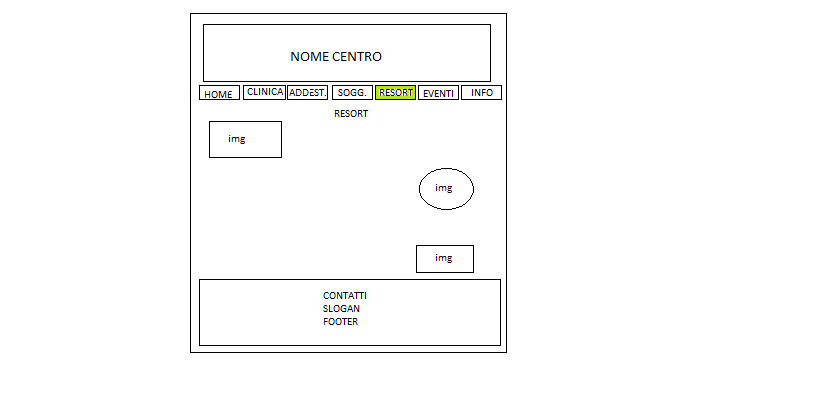 NOME CENTRO
HOME CLINICA ADDEST. SOGG. RESORT EVENTI INFO
RESORT
img
img
img
CONTATTI
SLOGAN
FOOTER